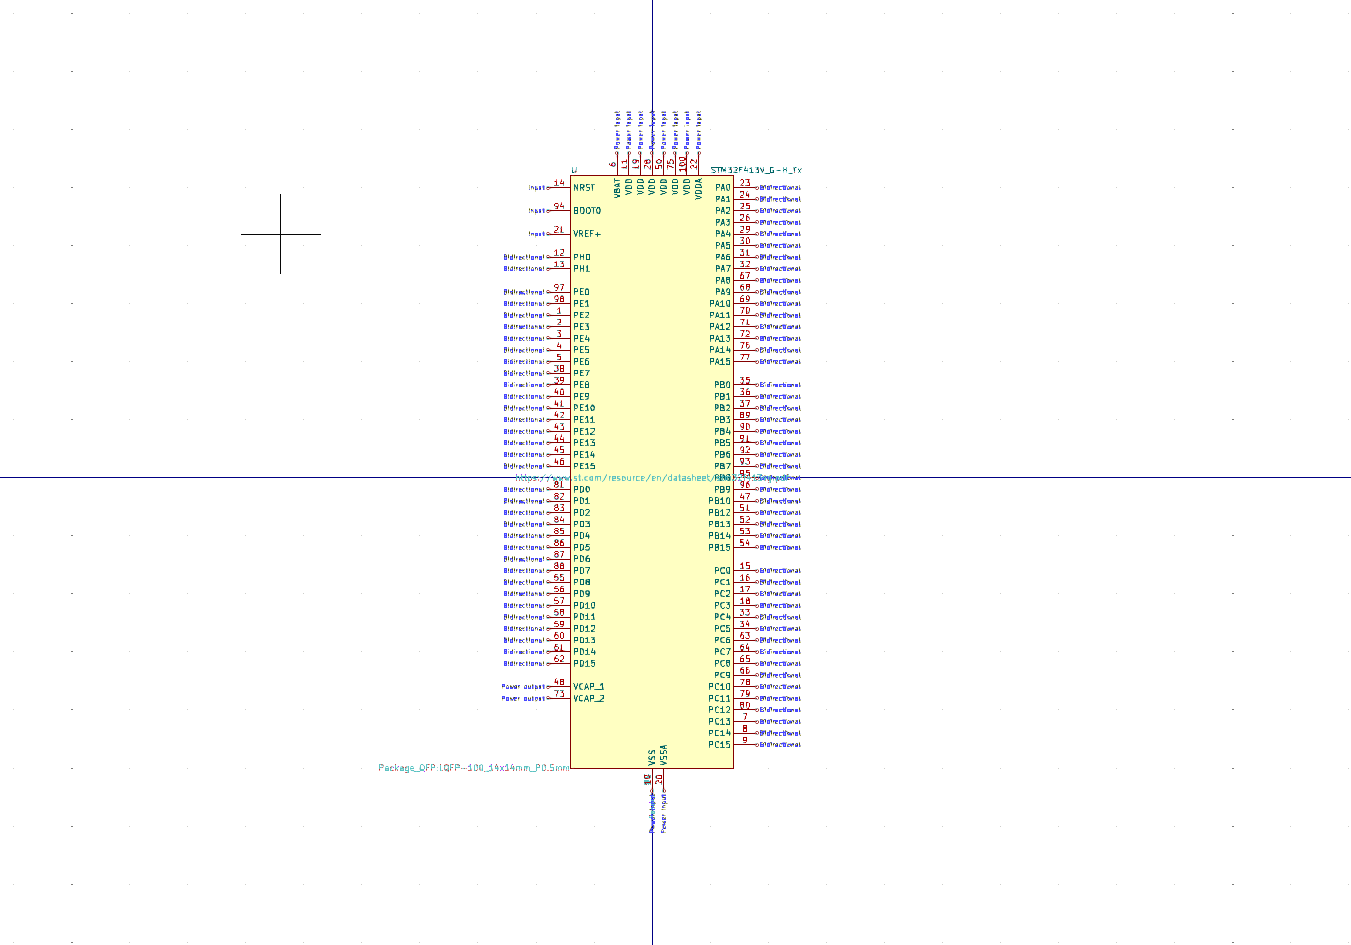 Power input Power input Power input Power input Power input Power input Power input Power input
6 11 19 28 50 75 100 22
U STM32F413V_G-H_Tx
VBAT VDD VDD VDD VDD VDD VDD VDDA
Input 14 NRST PA0 23 Bidirectional
PA1 24 Bidirectional
Input 94 BOOT0 PA2 25 Bidirectional
PA3 26 Bidirectional
Input 21 VREF+ PA4 29 Bidirectional
PA5 30 Bidirectional
Bidirectional 12 PH0 PA6 31 Bidirectional
Bidirectional 13 PH1 PA7 32 Bidirectional
PA8 67 Bidirectional
Bidirectional 97 PE0 PA9 68 Bidirectional
Bidirectional 98 PE1 PA10 69 Bidirectional
Bidirectional 1 PE2 PA11 70 Bidirectional
Bidirectional 2 PE3 PA12 71 Bidirectional
Bidirectional 3 PE4 PA13 72 Bidirectional
Bidirectional 4 PE5 PA14 76 Bidirectional
Bidirectional 5 PE6 PA15 77 Bidirectional
Bidirectional 38 PE7
Bidirectional 39 PE8 PB0 35 Bidirectional
Bidirectional 40 PE9 PB1 36 Bidirectional
Bidirectional 41 PE10 PB2 37 Bidirectional
Bidirectional 42 PE11 PB3 89 Bidirectional
Bidirectional 43 PE12 PB4 90 Bidirectional
Bidirectional 44 PE13 PB5 91 Bidirectional
Bidirectional 45 PE14 PB6 92 Bidirectional
Bidirectional 46 PE15 PB7 93 Bidirectional
https://www.st.com/resource/en/datasheet/ PB8 95
Bidirectional 81 PD0 PB9 96 Bidirectional
Bidirectional 82 PD1 PB10 47 Bidirectional
Bidirectional 83 PD2 PB12 51 Bidirectional
Bidirectional 84 PD3 PB13 52 Bidirectional
Bidirectional 85 PD4 PB14 53 Bidirectional
Bidirectional 86 PD5 PB15 54 Bidirectional
Bidirectional 87 PD6
Bidirectional 88 PD7 PC0 15 Bidirectional
Bidirectional 55 PD8 PC1 16 Bidirectional
Bidirectional 56 PD9 PC2 17 Bidirectional
Bidirectional 57 PD10 PC3 18 Bidirectional
Bidirectional 58 PD11 PC4 33 Bidirectional
Bidirectional 59 PD12 PC5 34 Bidirectional
Bidirectional 60 PD13 PC6 63 Bidirectional
Bidirectional 61 PD14 PC7 64 Bidirectional
Bidirectional 62 PD15 PC8 65 Bidirectional
PC9 66 Bidirectional
Power output 48 VCAP_1 PC10 78 Bidirectional
Power output 73 VCAP_2 PC11 79 Bidirectional
PC12 80 Bidirectional
PC13 7 Bidirectional
PC14 8 Bidirectional
PC15 9 Bidirectional
VSS VSSA
Package_QFP:LQFP-100_14x14mm_P0.5mm
20
Power input